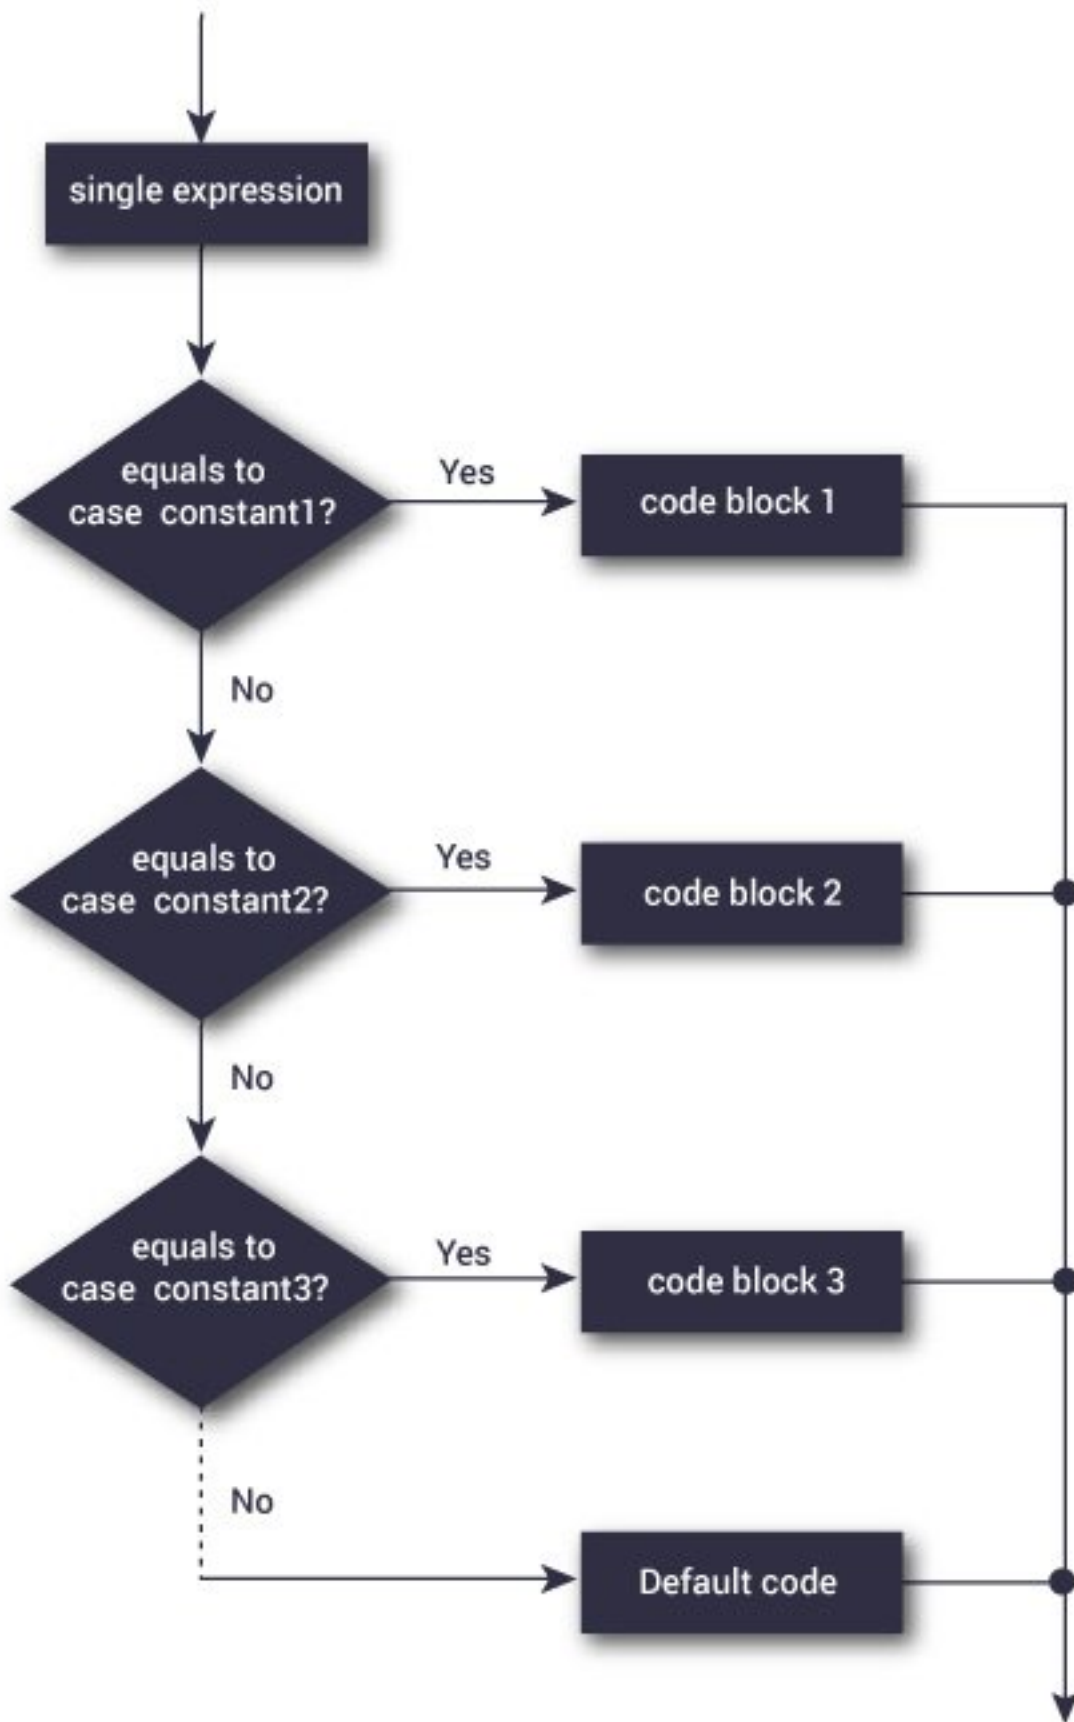 single expression
equals to
case constant1?
Yes
code block 1
No
equals to
case constant2?
Yes
code block 2
No
equals to
case constant3?
Yes
code block 3
No
Default code